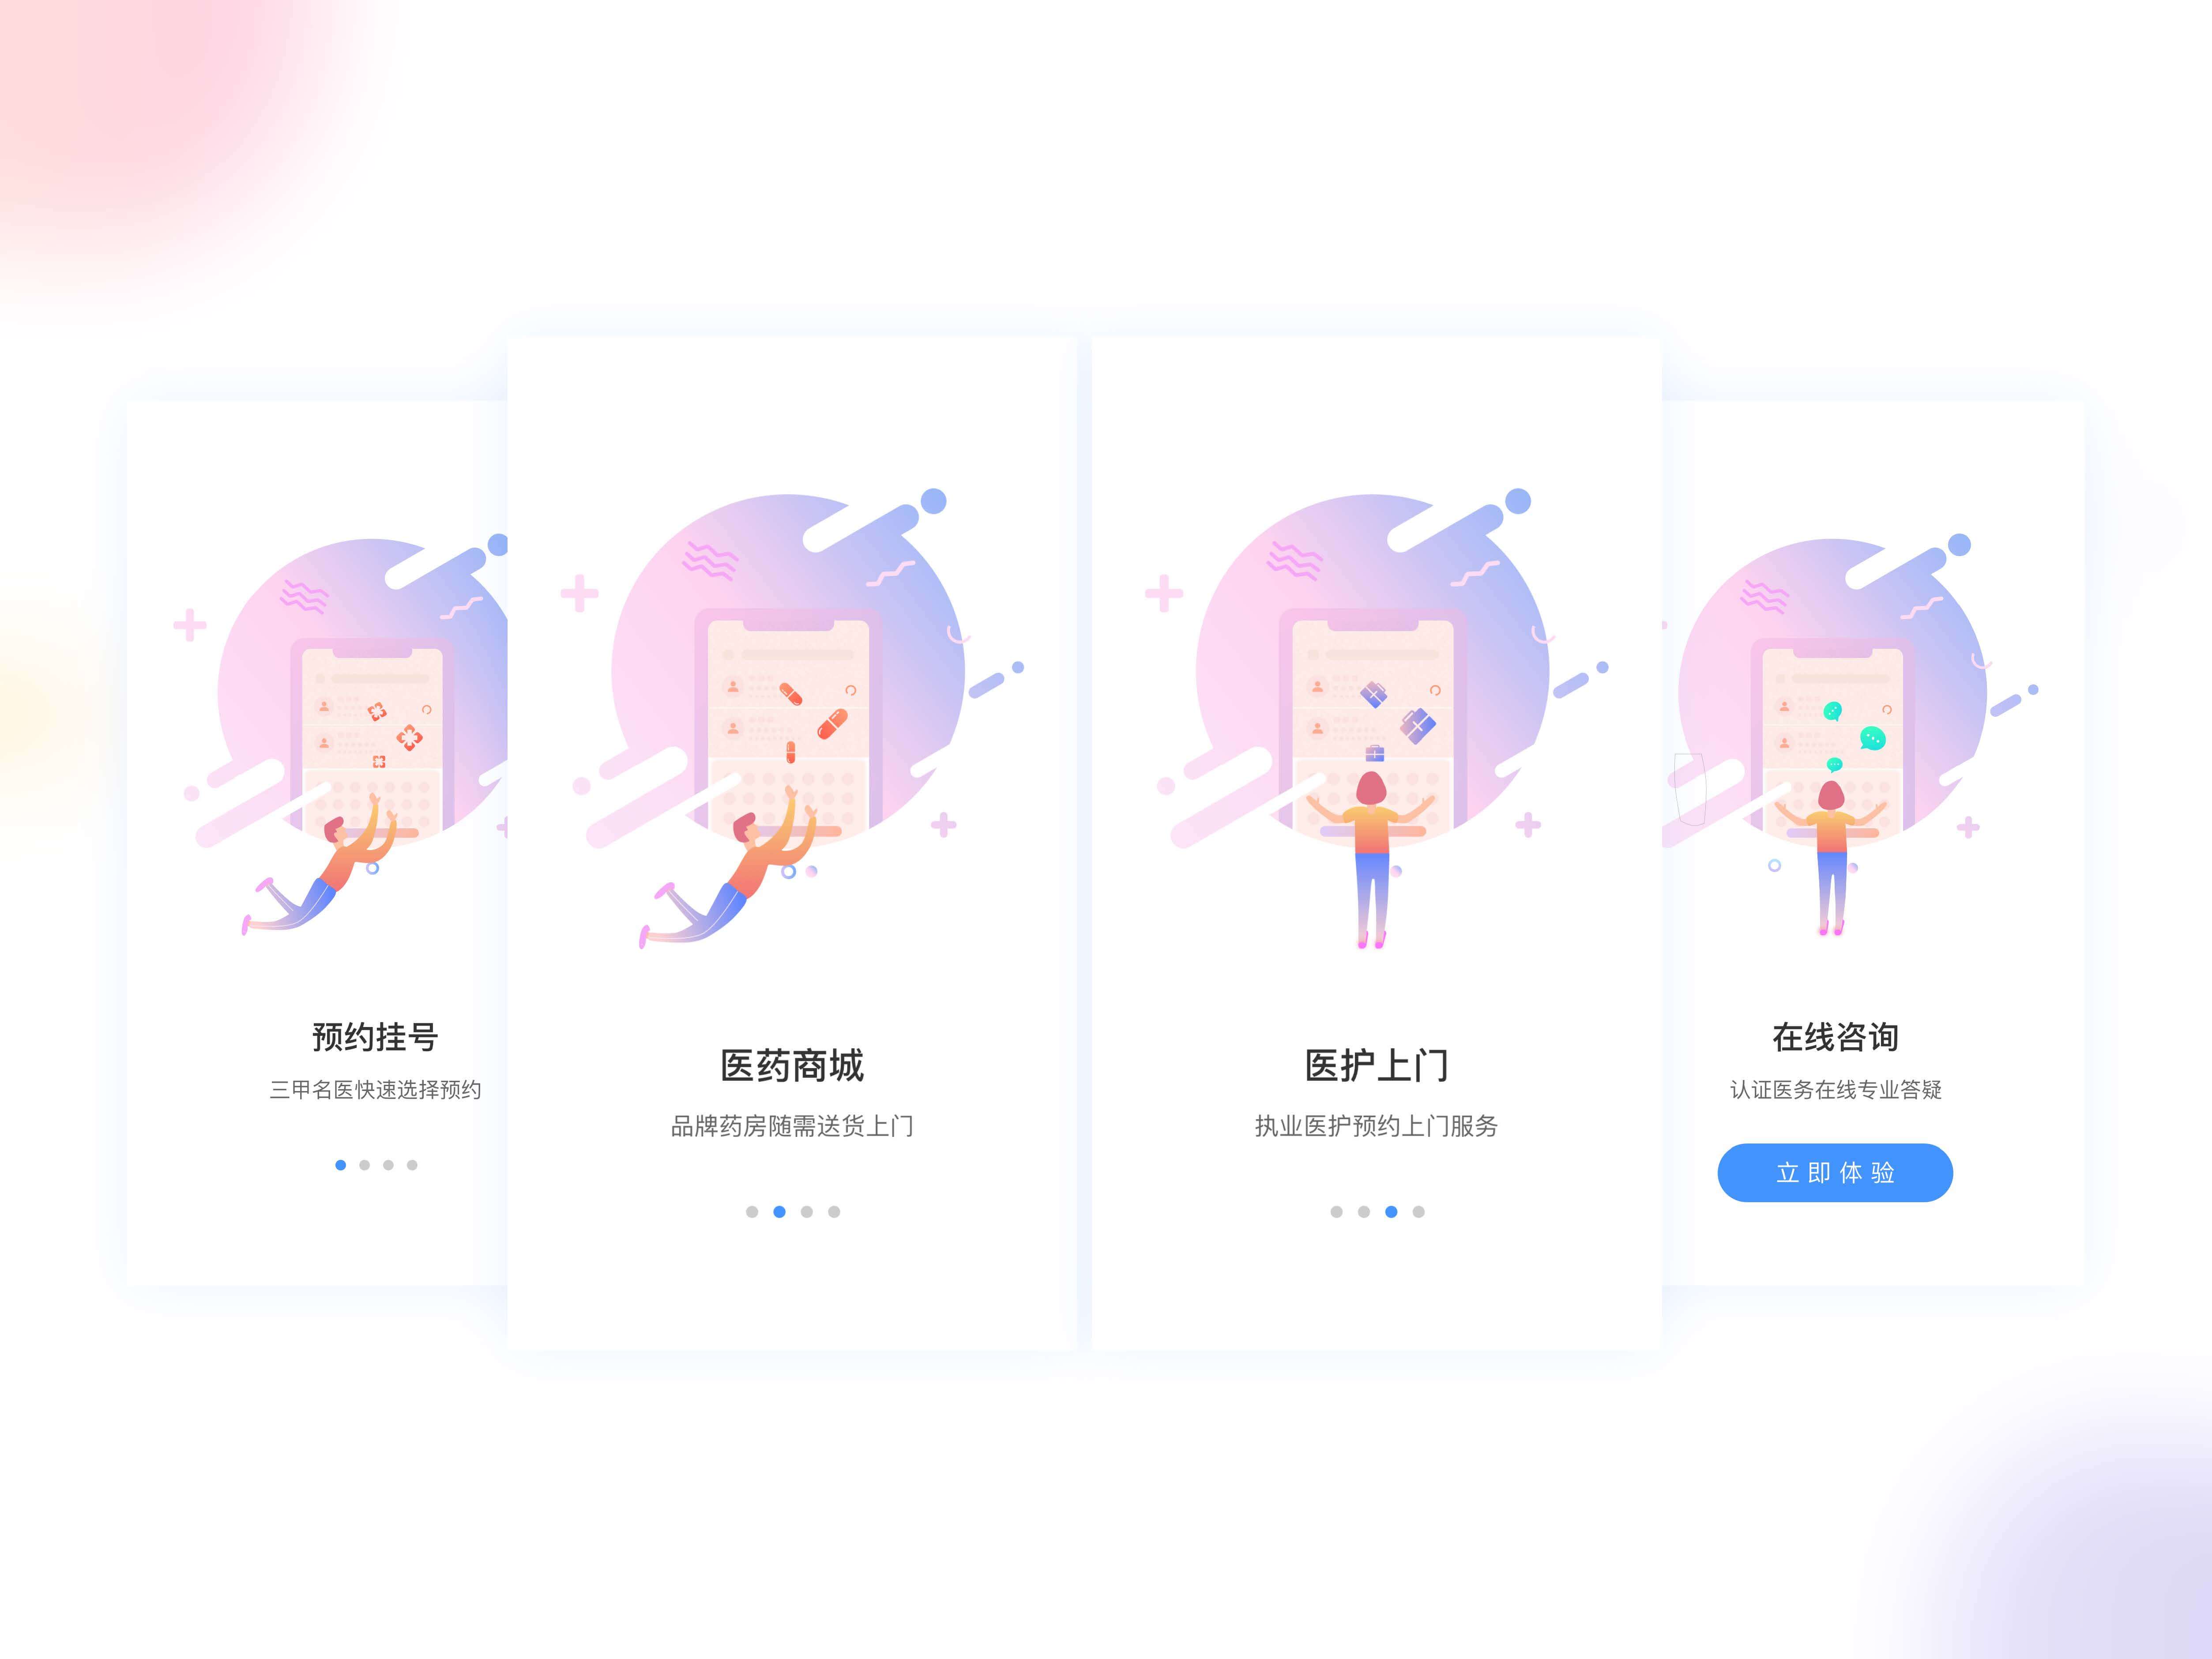 预约挂号
三甲名医快速选择预约
医药商城
品牌药房随需送货上门
医护上门
执业医护预约上门服务
在线咨询
认证医务在线专业答疑
立即体验